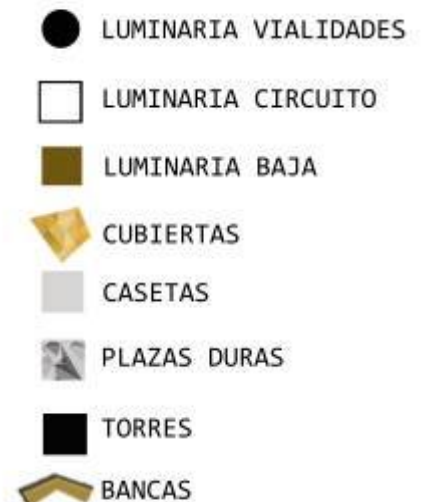 LUMINARIA VIALIDADES
LUMINARIA CIRCUITO
LUMINARIA BAJA
CUBIERTAS
CASETAS
PLAZAS DURAS
TORRES
BANCAS